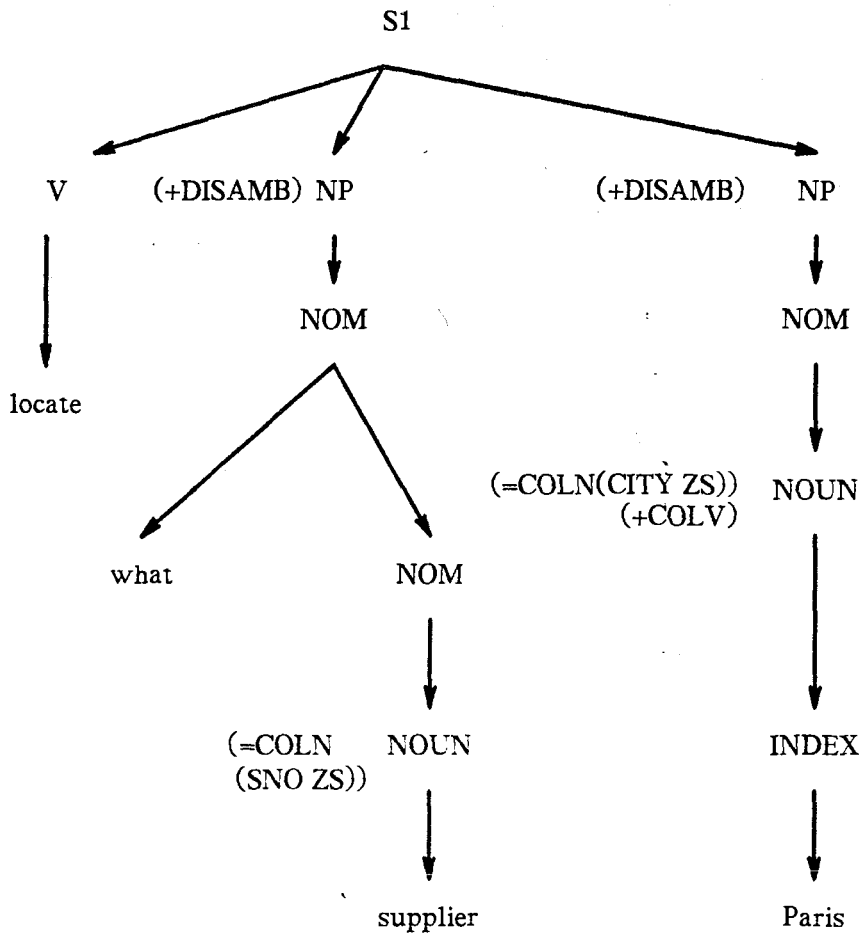 S1
V (+DISAMB) NP (+DISAMB) NP
NOM NOM
locate
(=COLN(CITY ZS)) NOUN
(+COLV)
what NOM
(=COLN NOUN INDEX
(SNO ZS))
supplier Paris